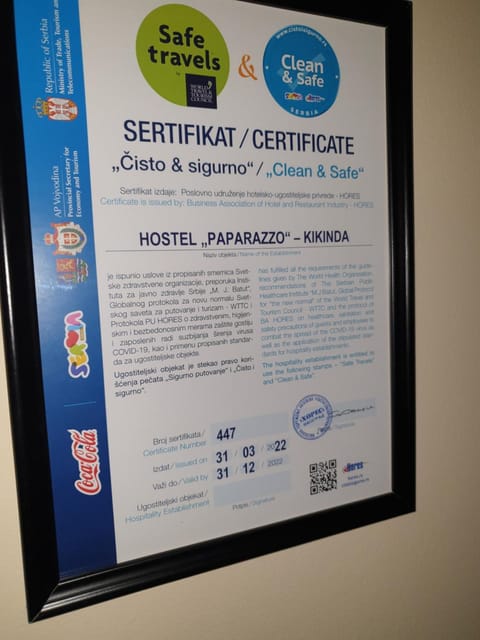 Republic of Serbia
Ministry of Trade, Tourism and
Telecommunications
AP Vojvodina
Provincial Secretary for
Economy and Tourism
SERBIA
Coca-Cola
Safe
travels
by
WORLD
TRAVEL &
TOURISM
COUNCIL
&
www.cistoisigurno.rs
Clean
& Safe
SERBIA
SERTIFIKAT / CERTIFICATE
„Čisto & sigurno“ / „Clean & Safe“
Sertifikat izdaje: Poslovno udruženje hotelsko-ugostiteljske privrede - HORES
Certificate is issued by: Business Association of Hotel and Restaurant Industry - HORES
HOSTEL „PAPARAZZO“ – KIKINDA
Naziv objekta / Name of the Establishment
je ispunio uslove iz propisanih smernica Svet-
ske zdravstvene organizacije, preporuka Insti-
tuta za javno zdravlje Srbije „M. J. Batut“,
Globalnog protokola za novu normalu Svet-
skog saveta za putovanje i turizam - WTTC i
Protokola PU HORES o zdravstvenim, higijen-
skim i bezbednosnim merama zaštite gostiju
i zaposlenih radi suzbijanja širenja virusa
COVID-19, kao i primenu propisanih standar-
da za ugostiteljske objekte.
Ugostiteljski objekat je stekao pravo kori-
šćenja pečata „Sigurno putovanje“ i „Čisto i
sigurno“.
has fulfilled all the requirements of the guide-
lines given by The World Health Organization,
recommendations of The Serbian Public
Healthcare Institute “M.J.Batut, Global Protocol
for “the new normal” of the World Travel and
Tourism Council - WTTC and the protocol of
BA HORES on healthcare, sanitation and
safety precautions of guests and employees to
combat the spread of the COVID-19 virus as
well as the application of the stipulated stan-
dards for hospitality establishments.
The hospitality establishment is entitled to
use the following stamps - “Safe Travels”
and “Clean & Safe”.
Broj sertifikata /
Certificate Number
447
Izdat / Issued on
31 / 03 / 2022
Važi do / Valid by
31 / 12 / 2022
Ugostiteljski objekat /
Hospitality Establishment
Potpis / Signature
ХОРЕС
БЕОГРАД
Hores
hores.rs
cistoisigurno.rs